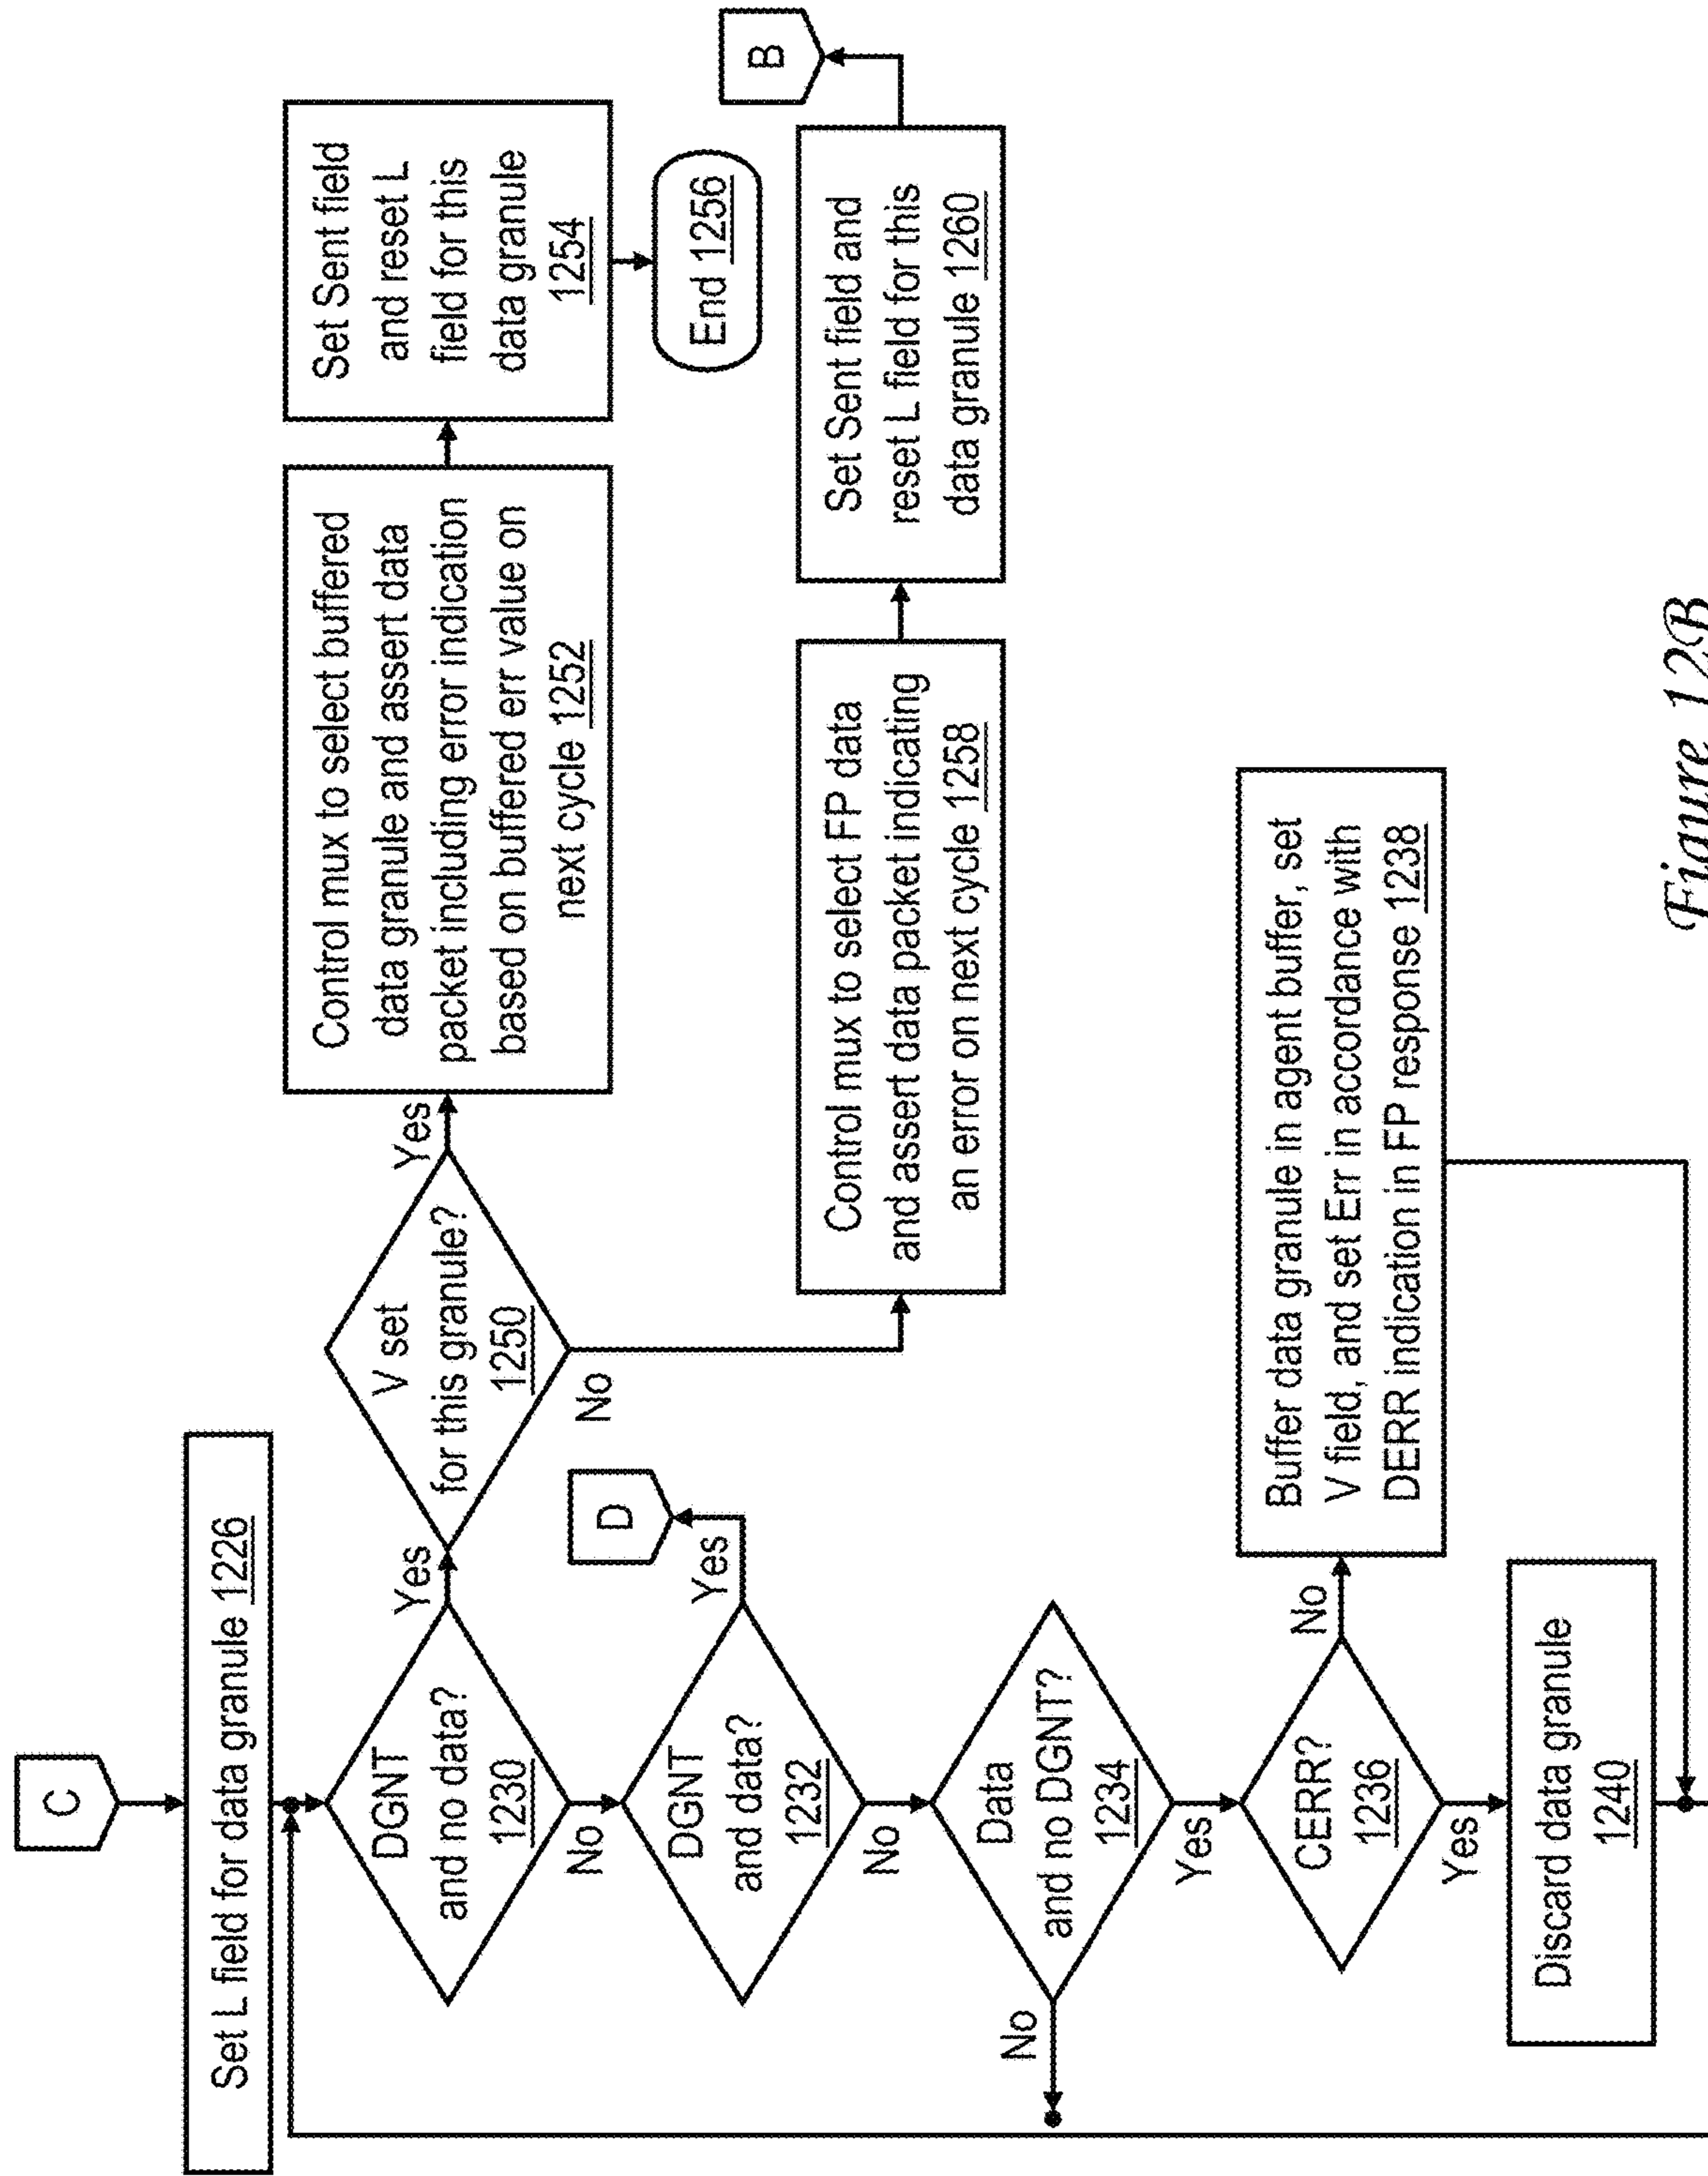 C
Set L field for data granule 1226
DGNT
and no data?
1230
Yes
No
V set
for this granule?
1250
Yes
No
Control mux to select buffered
data granule and assert data
packet including error indication
based on buffered err value on
next cycle 1252
Set Sent field
and reset L
field for this
data granule
1254
End 1256
DGNT
and data?
1232
Yes
D
No
Control mux to select FP data
and assert data packet indicating
an error on next cycle 1258
Set Sent field and
reset L field for this
data granule 1260
B
Data
and no DGNT?
1234
No
Yes
CERR?
1236
No
Yes
Buffer data granule in agent buffer, set
V field, and set Err in accordance with
DERR indication in FP response 1238
Discard data granule
1240
Figure 12B